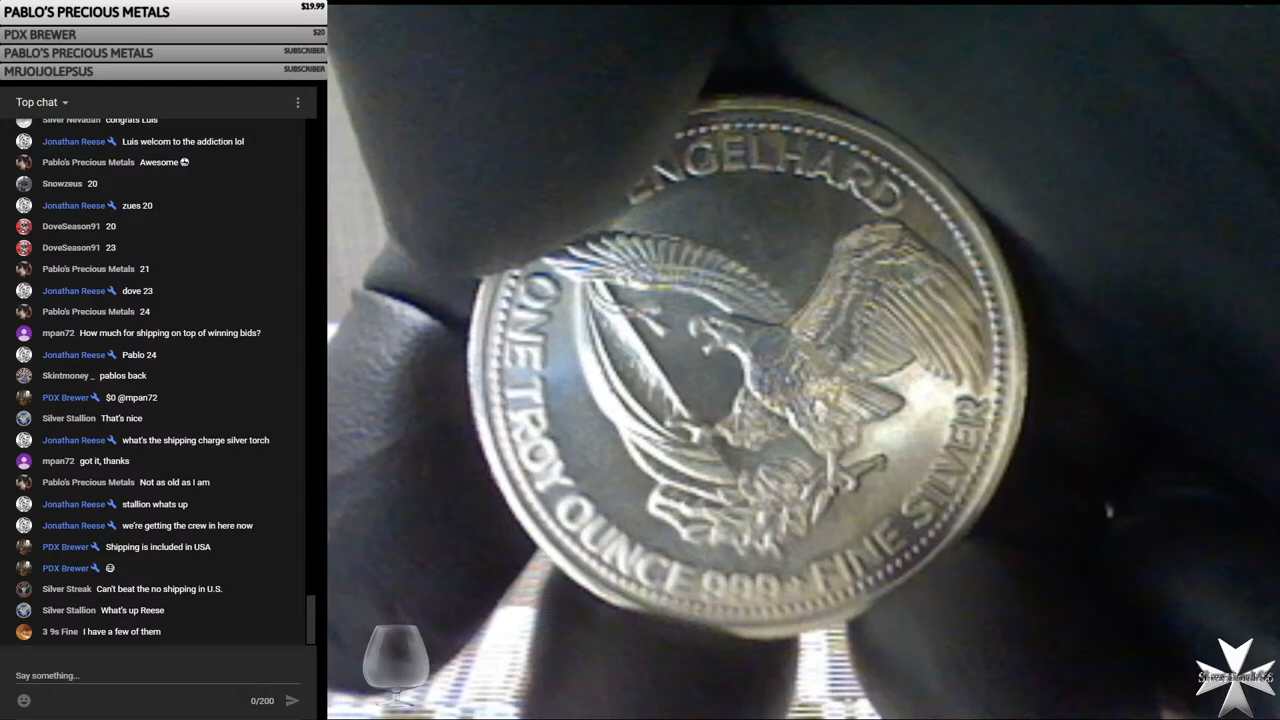 PABLO'S PRECIOUS METALS $19.99
PDX BREWER $20
PABLO'S PRECIOUS METALS SUBSCRIBER
MRJOIJOLEPSUS SUBSCRIBER
Top chat
Silver Nevadan congrats Luis
Jonathan Reese Luis welcom to the addiction lol
Pablo's Precious Metals Awesome
Snowzeus 20
Jonathan Reese zues 20
DoveSeason91 20
DoveSeason91 23
Pablo's Precious Metals 21
Jonathan Reese dove 23
Pablo's Precious Metals 24
mpan72 How much for shipping on top of winning bids?
Jonathan Reese Pablo 24
Skintmoney _ pablos back
PDX Brewer $0 @mpan72
Silver Stallion That's nice
Jonathan Reese what's the shipping charge silver torch
mpan72 got it, thanks
Pablo's Precious Metals Not as old as I am
Jonathan Reese stallion whats up
Jonathan Reese we're getting the crew in here now
PDX Brewer Shipping is included in USA
PDX Brewer
Silver Streak Can't beat the no shipping in U.S.
Silver Stallion What's up Reese
3 9s Fine I have a few of them
Say something...
0/200
ENGELHARD
ONE TROY OUNCE 999+ FINE SILVER